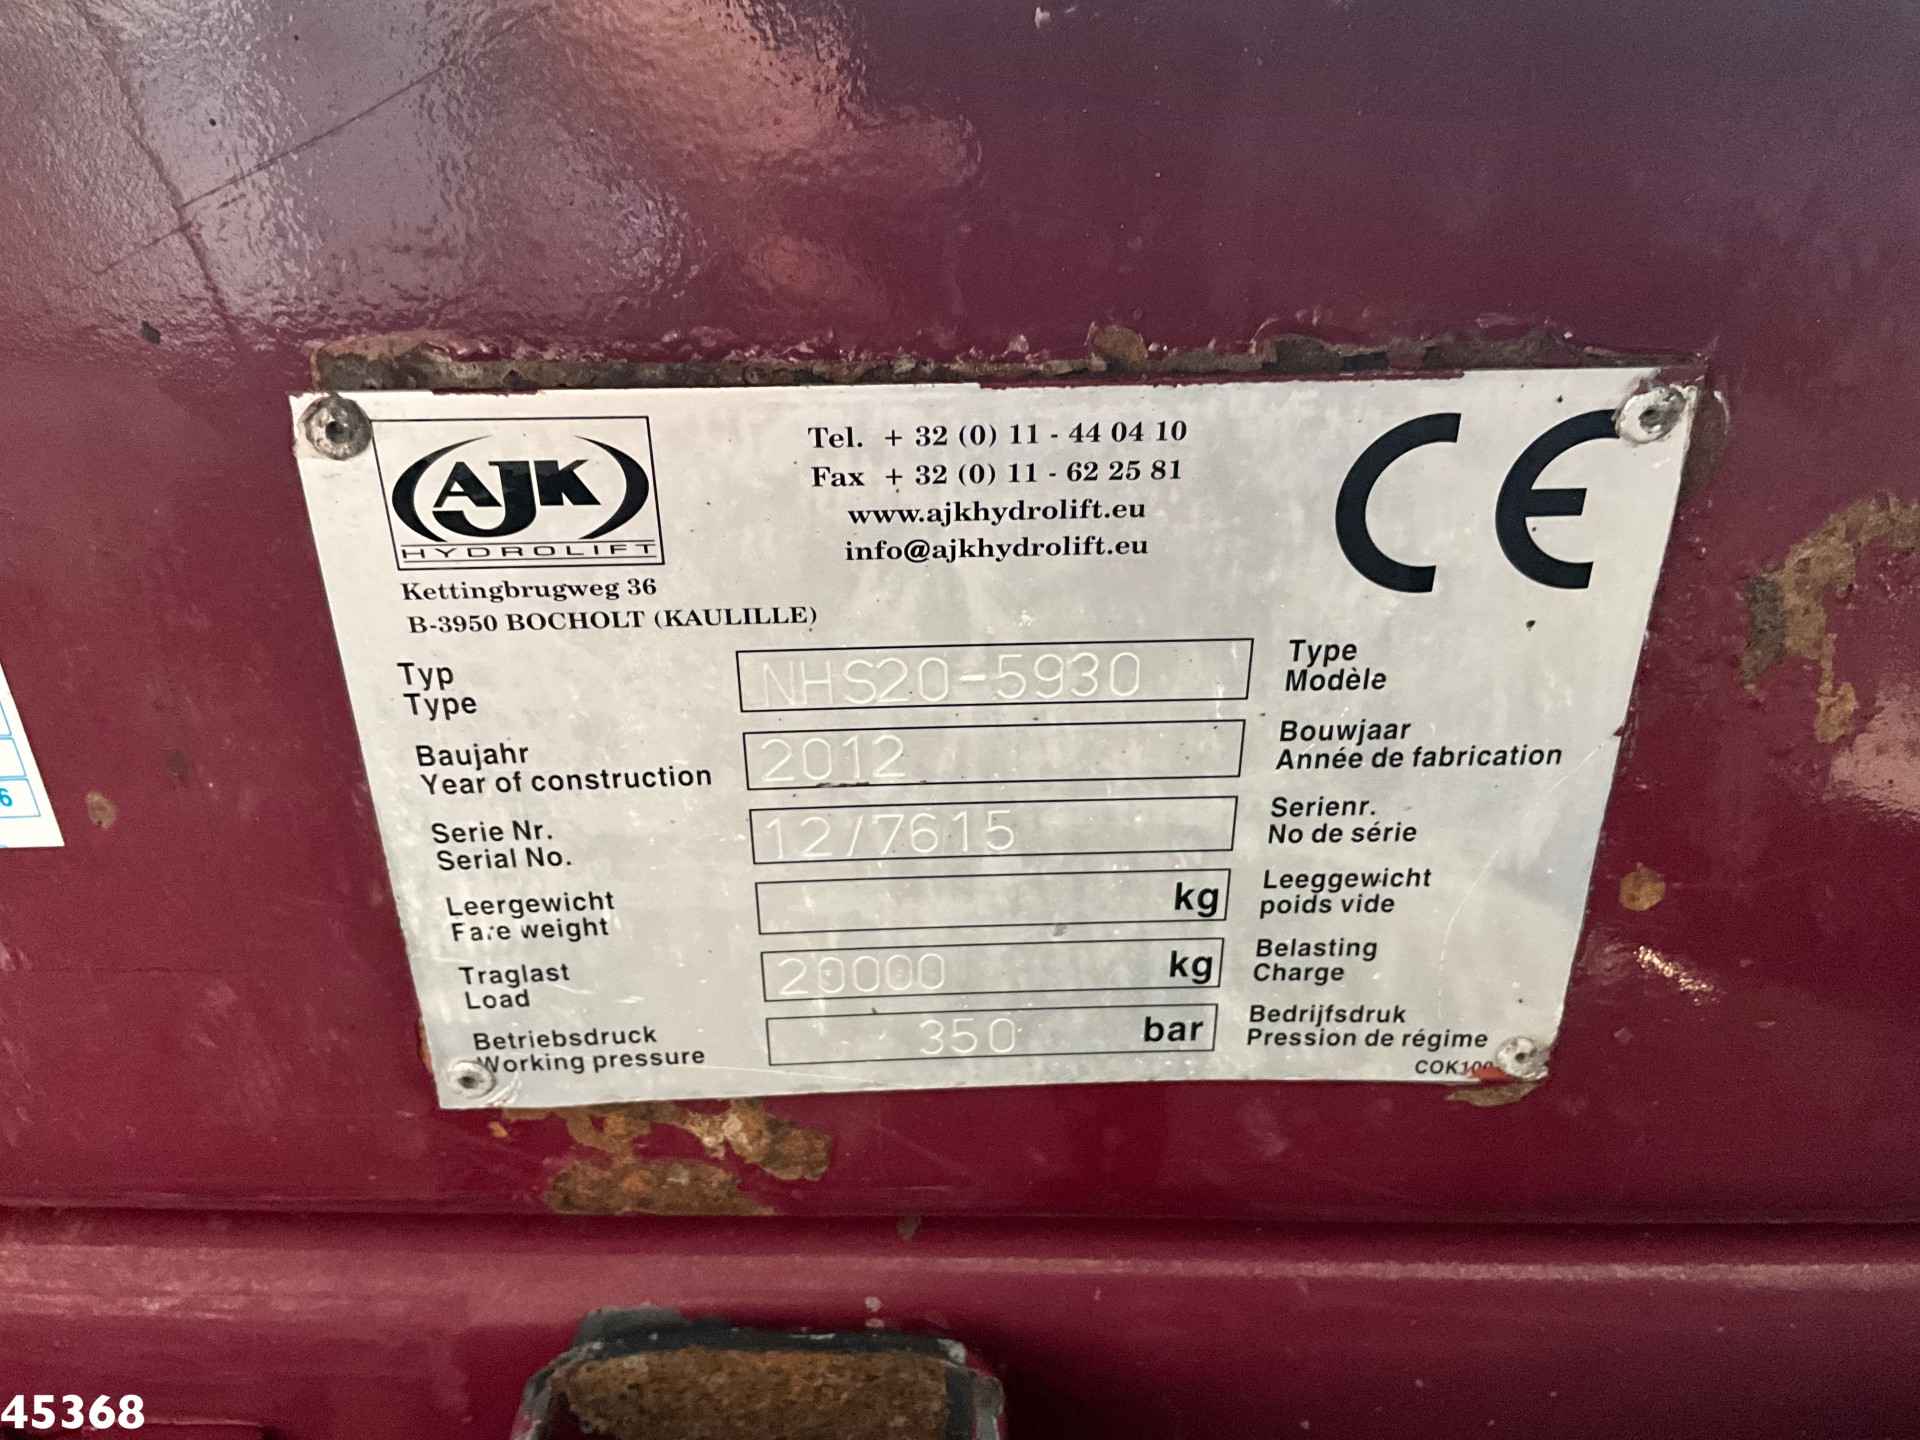 AJK
HYDROLIFT
Tel. + 32 (0) 11 - 44 04 10
Fax + 32 (0) 11 - 62 25 81
www.ajkhydrolift.eu
info@ajkhydrolift.eu
CE
Kettingbrugweg 36
B-3950 BOCHOLT (KAULILLE)
Typ
Type
NHS20-5930
Type
Modèle
Baujahr
Year of construction
2012
Bouwjaar
Année de fabrication
Serie Nr.
Serial No.
12/7615
Serienr.
No de série
Leergewicht
Fare weight
kg
Leeggewicht
poids vide
Traglast
Load
20000 kg
Belasting
Charge
Betriebsdruck
Working pressure
350 bar
Bedrijfsdruk
Pression de régime
COK100
6
45368